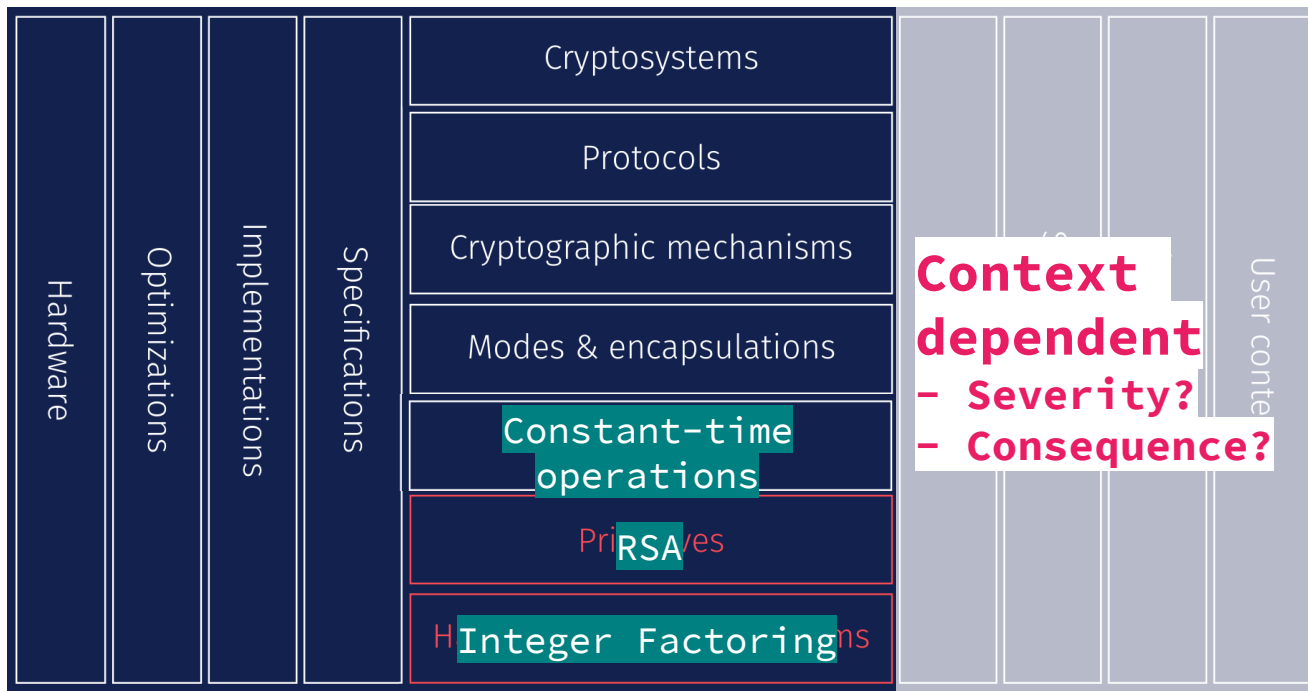 Hardware
Optimizations
Implementations
Specifications
Cryptosystems
Protocols
Cryptographic mechanisms
Modes & encapsulations
Constant-time
operations
RSA
Integer Factoring
Context
dependent
- Severity?
- Consequence?
User